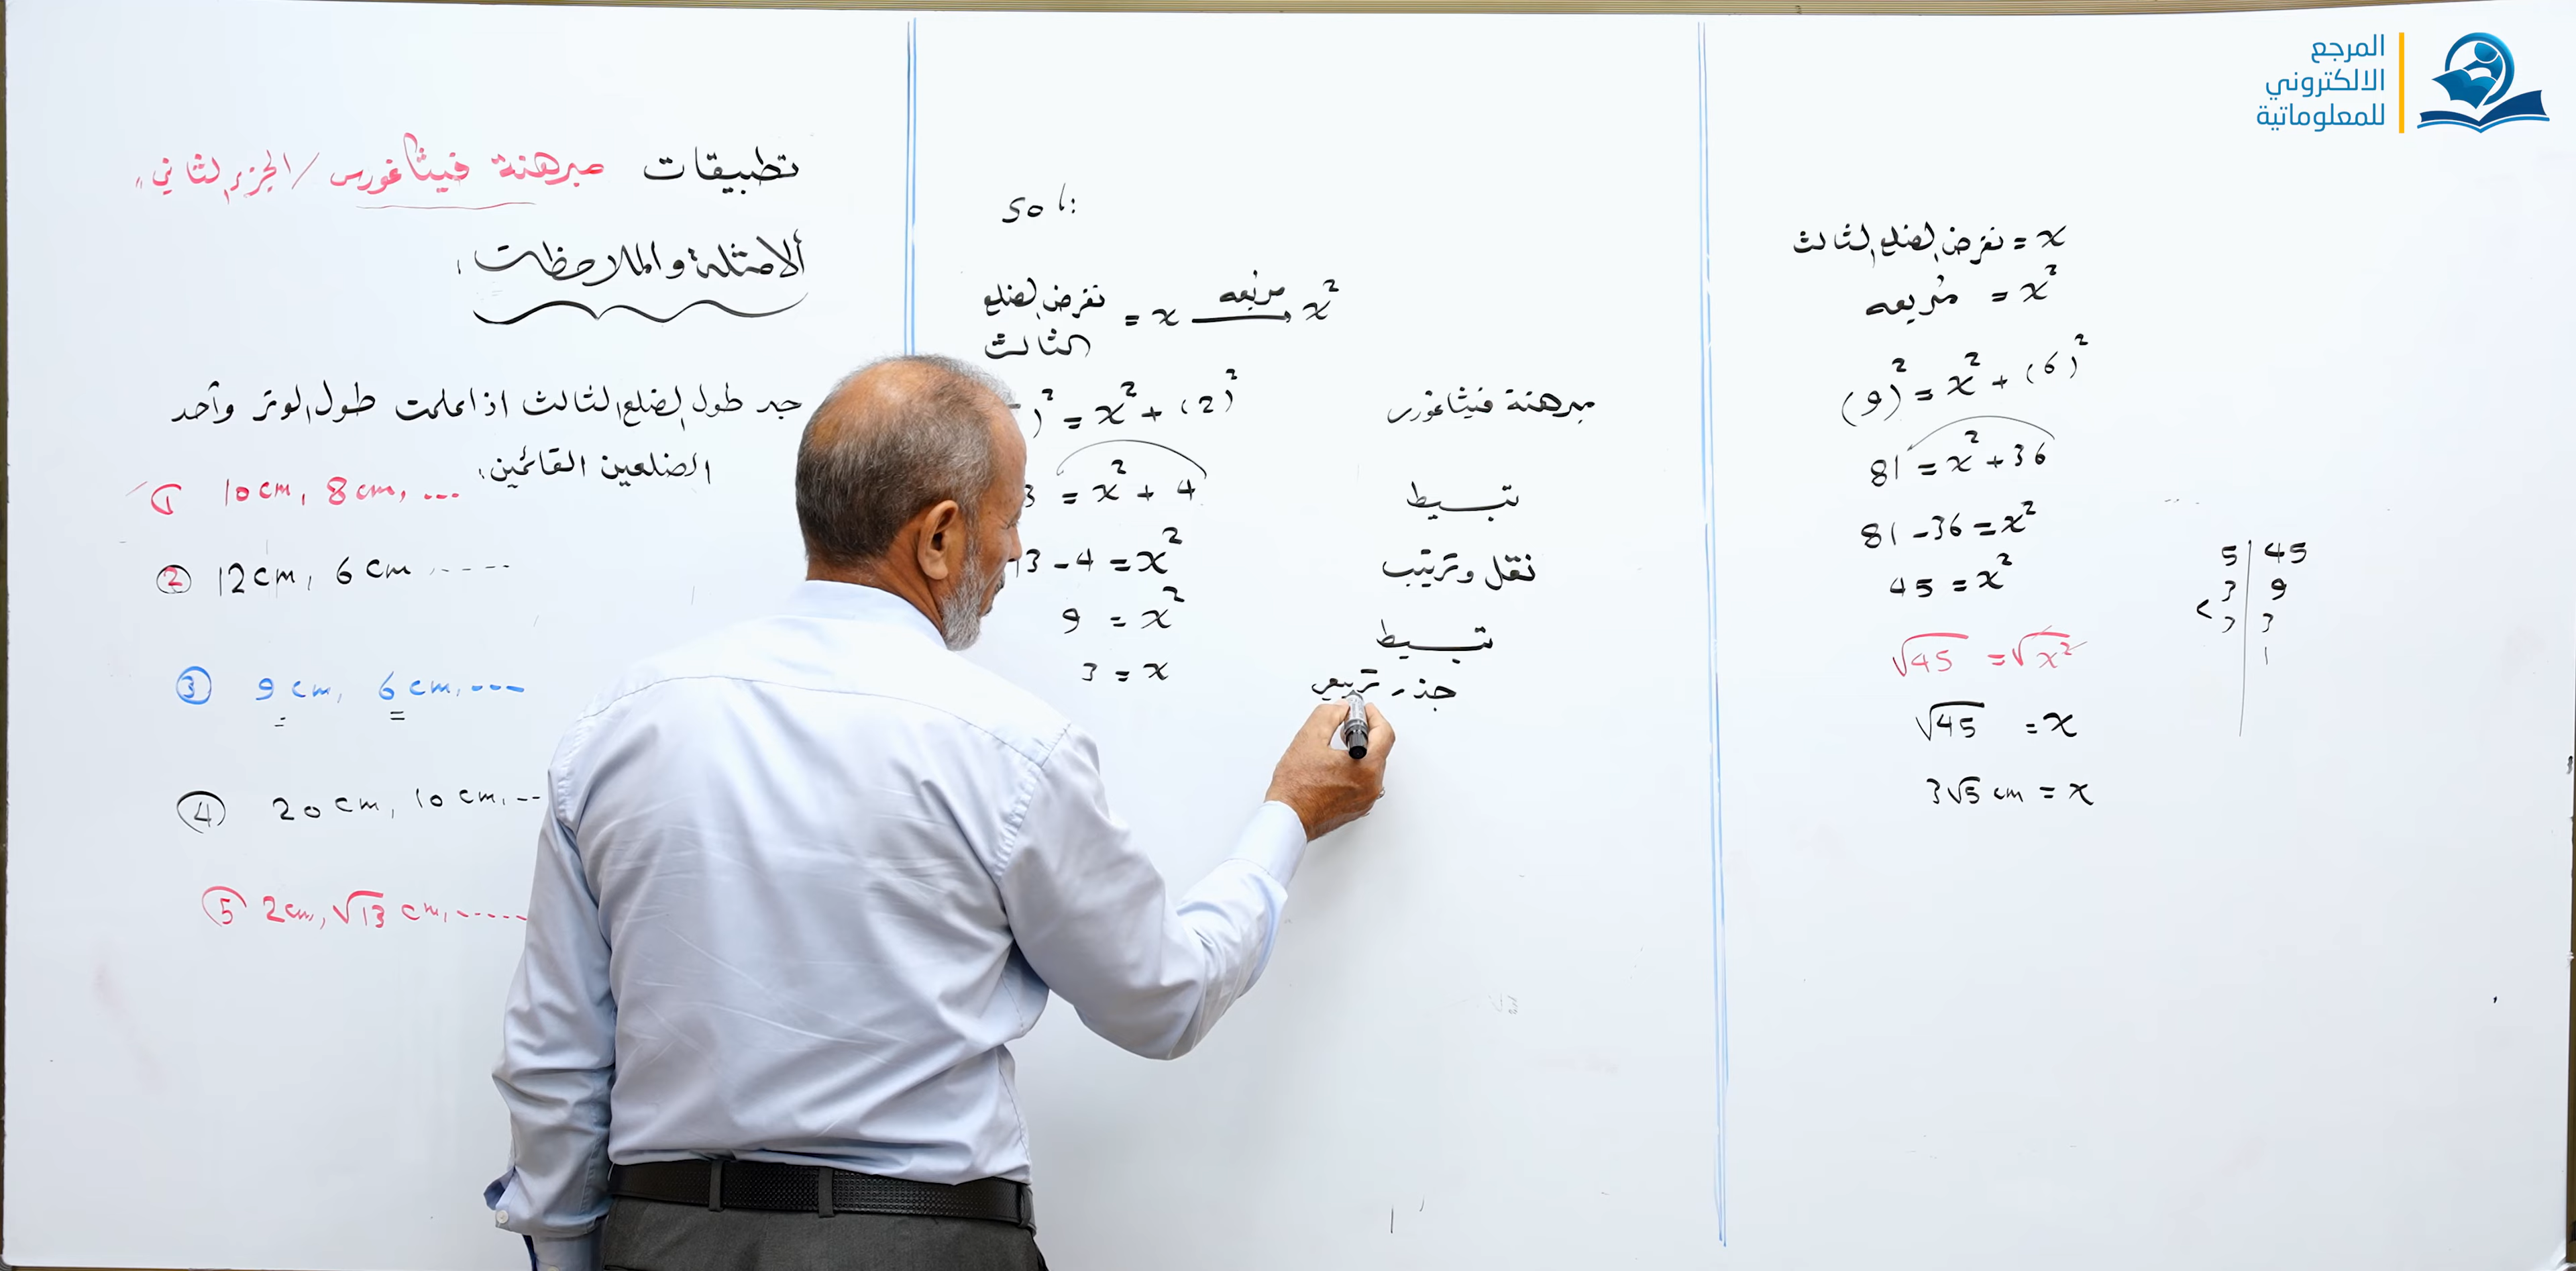 المرجع
الالكتروني
للمعلوماتية
تطبيقات مبرهنة فيثاغورس / الجزء الثاني
الامثلة والملاحظات:
جد طول الضلع الثالث اذا علمت طول الوتر وأحد
الضلعين القائمين.
① 10 cm, 8 cm, ...
② 12 cm, 6 cm .....
③ 9 cm, 6 cm, ...
④ 20 cm, 10 cm, --
⑤ 2 cm, √13 cm, .....
Sol:
نفرض الضلع الثالث = x مربعه x²
)² = x² + (2)² مبرهنة فيثاغورس
3 = x² + 4 تبسيط
13 - 4 = x² نقل وترتيب
9 = x² تبسيط
3 = x جذر تربيعي
نفرض الضلع الثالث = x
مربعه = x²
(9)² = x² + (6)²
81 = x² + 36
81 - 36 = x²
45 = x²
√45 = √x²
√45 = x
3√5 cm = x
5 | 45
3 | 9
3 | 3
1